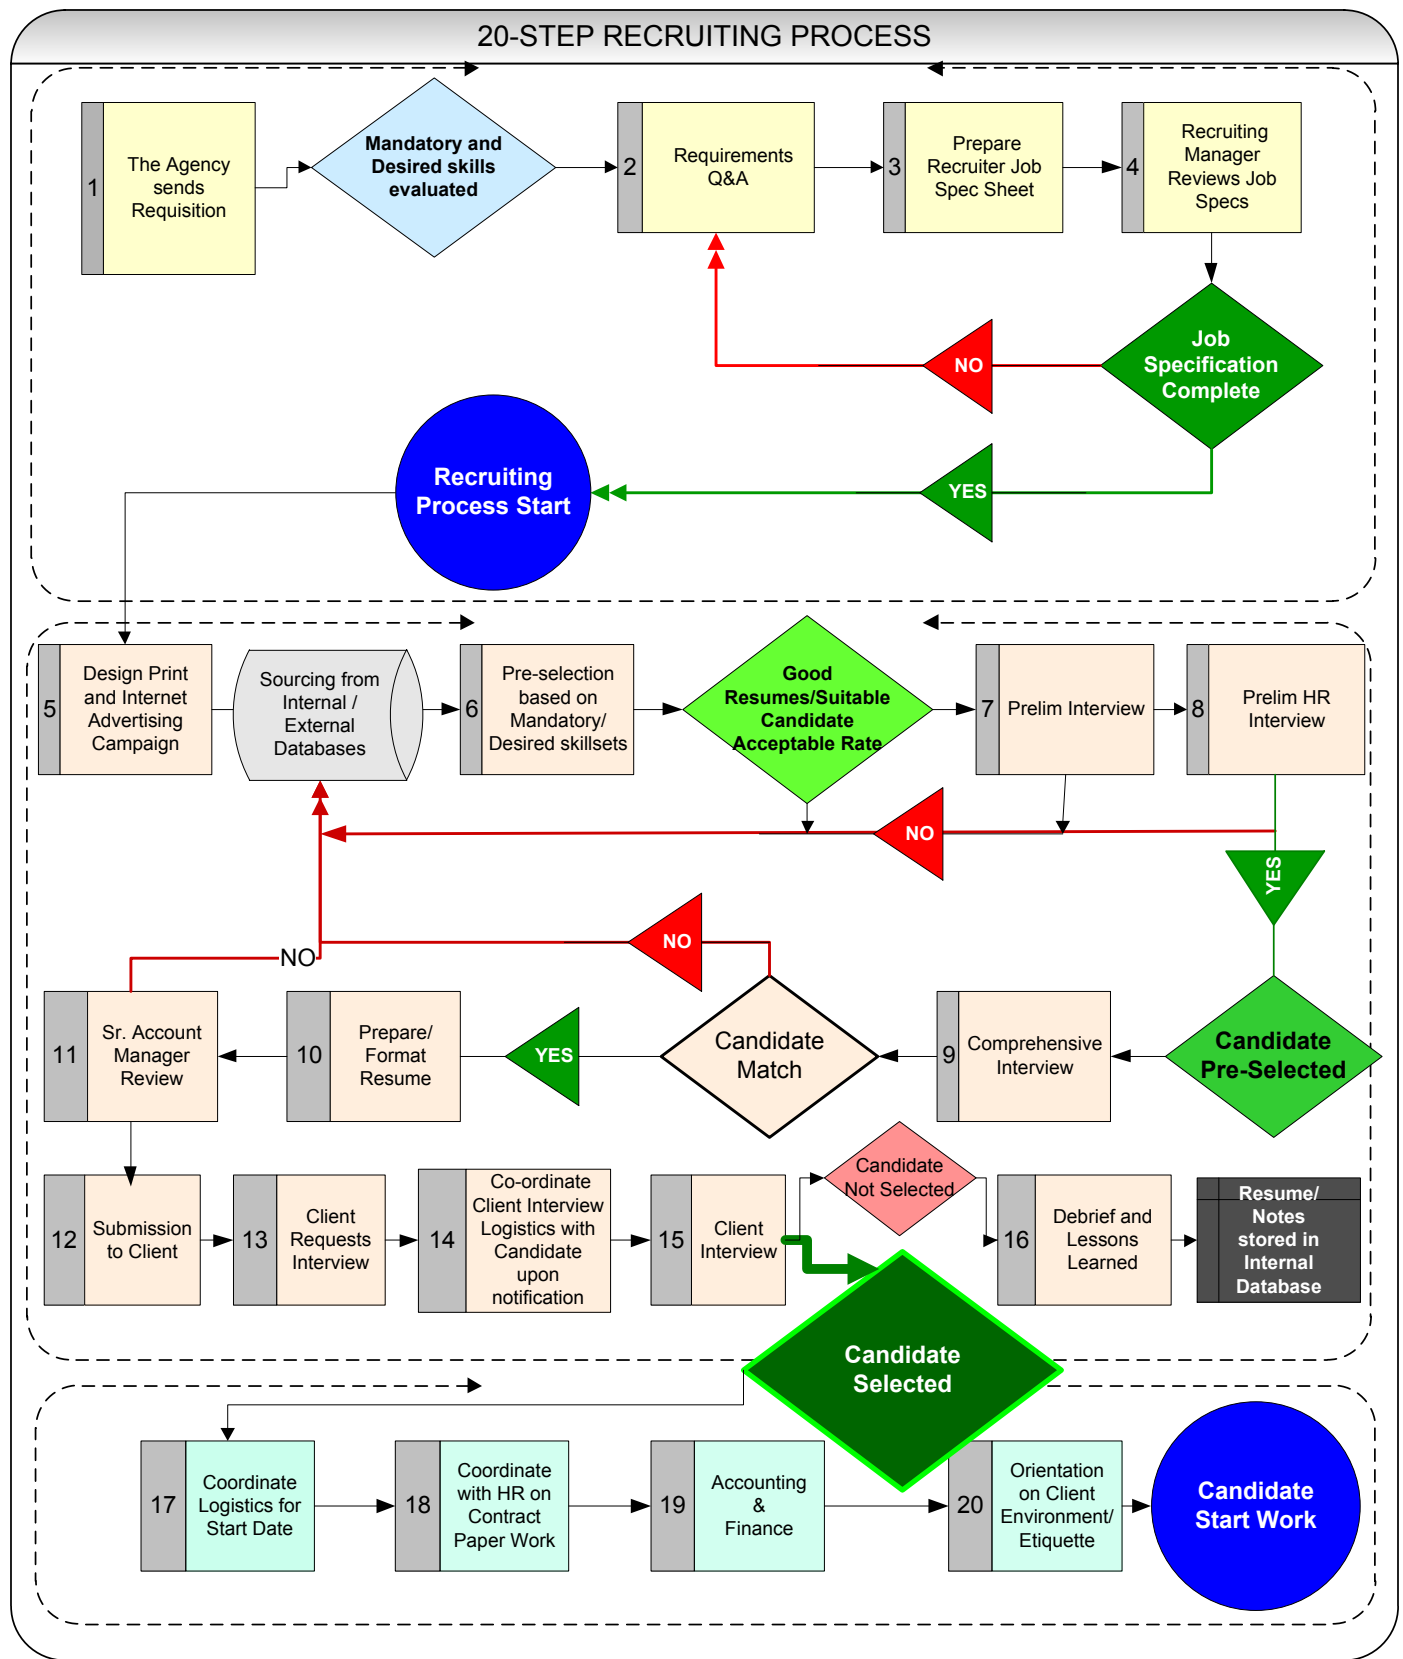 20-STEP RECRUITING PROCESS
1
The Agency
sends
Requisition
Mandatory and
Desired skills
evaluated
2
Requirements
Q&A
3
Prepare
Recruiter Job
Spec Sheet
4
Recruiting
Manager
Reviews Job
Specs
Job
Specification
Complete
NO
YES
Recruiting
Process Start
5
Design Print
and Internet
Advertising
Campaign
Sourcing from
Internal /
External
Databases
6
Pre-selection
based on
Mandatory/
Desired skillsets
Good
Resumes/Suitable
Candidate
Acceptable Rate
7
Prelim Interview
8
Prelim HR
Interview
NO
YES
NO
NO
11
Sr. Account
Manager
Review
10
Prepare/
Format
Resume
YES
Candidate
Match
9
Comprehensive
Interview
Candidate
Pre-Selected
12
Submission
to Client
13
Client
Requests
Interview
14
Co-ordinate
Client Interview
Logistics with
Candidate
upon
notification
15
Client
Interview
Candidate
Not Selected
16
Debrief and
Lessons
Learned
Resume/
Notes
stored in
Internal
Database
Candidate
Selected
17
Coordinate
Logistics for
Start Date
18
Coordinate
with HR on
Contract
Paper Work
19
Accounting
&
Finance
20
Orientation
on Client
Environment/
Etiquette
Candidate
Start Work